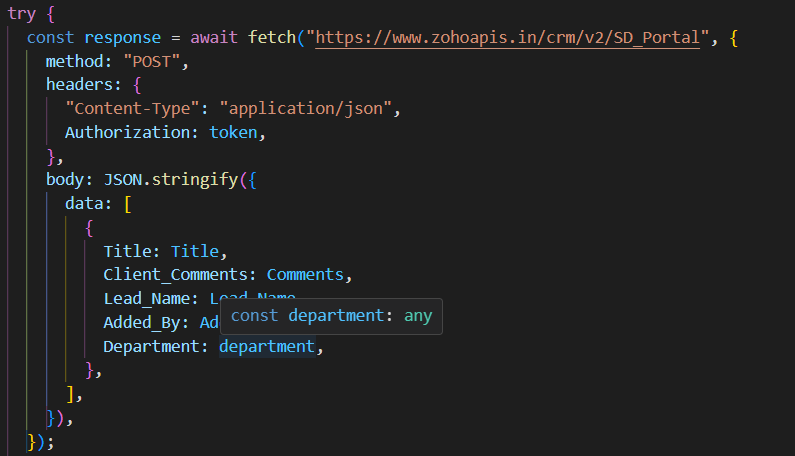 try {
const response = await fetch("https://www.zohoapis.in/crm/v2/SD_Portal", {
method: "POST",
headers: {
"Content-Type": "application/json",
Authorization: token,
},
body: JSON.stringify({
data: [
{
Title: Title,
Client_Comments: Comments,
Lead_Name: Lead_Name
const department: any
Added_By: Ad
Department: department,
},
],
}),
});